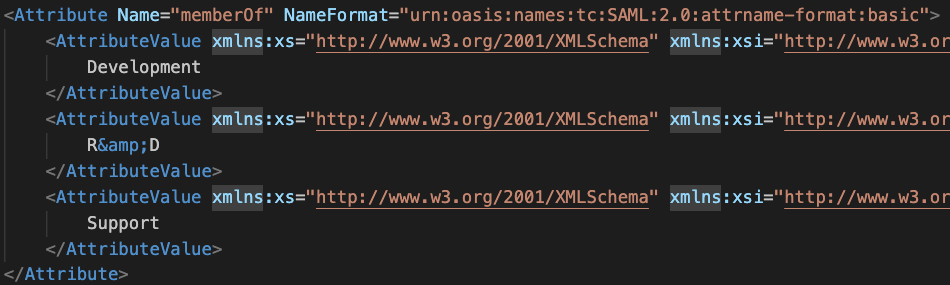 <Attribute Name="memberOf" NameFormat="urn:oasis:names:tc:SAML:2.0:attrname-format:basic">
<AttributeValue xmlns:xs="http://www.w3.org/2001/XMLSchema" xmlns:xsi="http://www.w3.or
Development
</AttributeValue>
<AttributeValue xmlns:xs="http://www.w3.org/2001/XMLSchema" xmlns:xsi="http://www.w3.or
R&amp;D
</AttributeValue>
<AttributeValue xmlns:xs="http://www.w3.org/2001/XMLSchema" xmlns:xsi="http://www.w3.or
Support
</AttributeValue>
</Attribute>